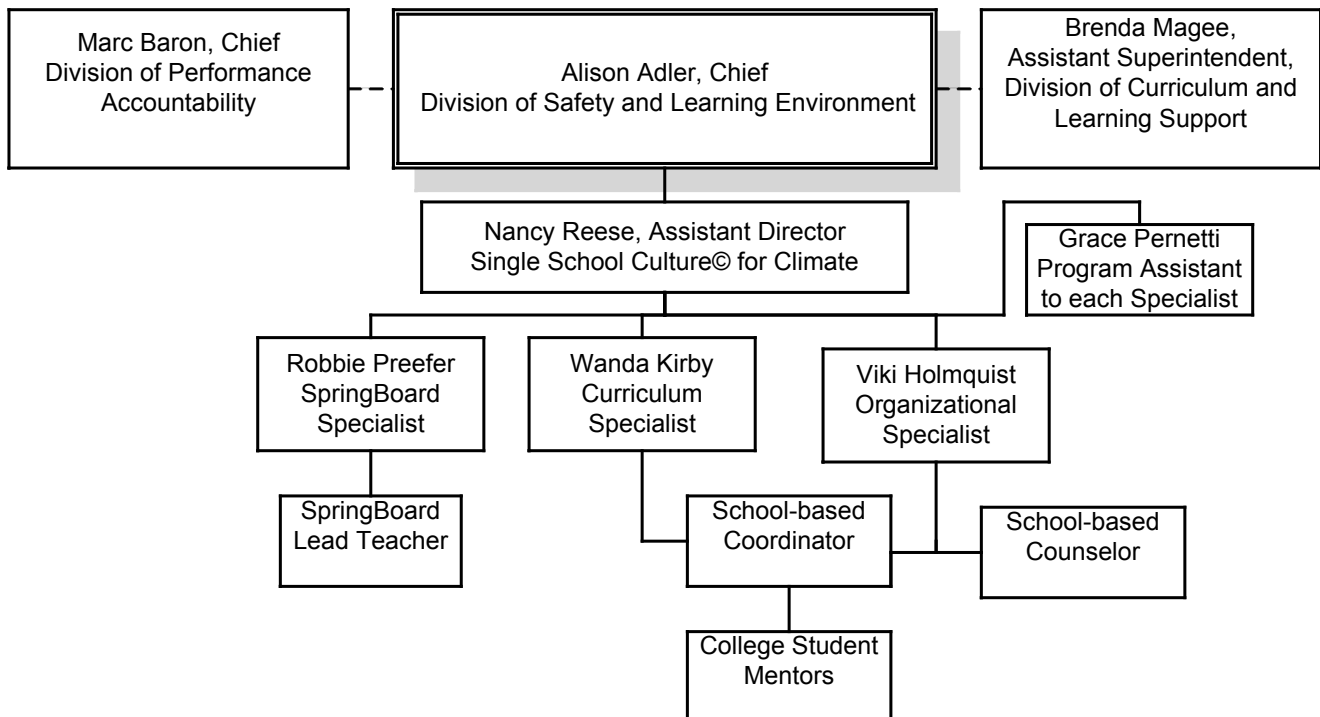 Marc Baron, Chief
Division of Performance
Accountability
Alison Adler, Chief
Division of Safety and Learning Environment
Brenda Magee,
Assistant Superintendent,
Division of Curriculum and
Learning Support
Nancy Reese, Assistant Director
Single School Culture© for Climate
Grace Pernetti
Program Assistant
to each Specialist
Robbie Preefer
SpringBoard
Specialist
Wanda Kirby
Curriculum
Specialist
Viki Holmquist
Organizational
Specialist
SpringBoard
Lead Teacher
School-based
Coordinator
School-based
Counselor
College Student
Mentors